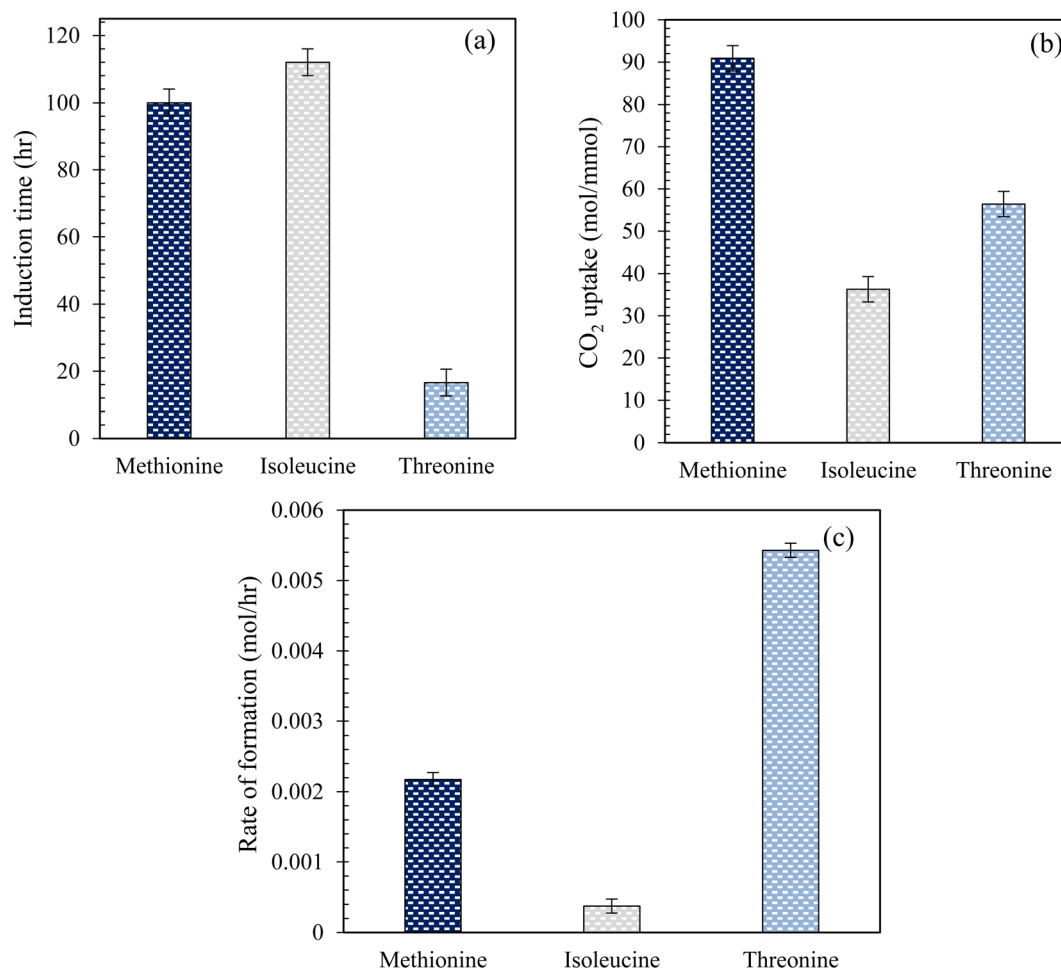 (a)
Induction time (hr)
120
100
80
60
40
20
0
Methionine Isoleucine Threonine
(b)
CO₂ uptake (mol/mmol)
100
90
80
70
60
50
40
30
20
10
0
Methionine Isoleucine Threonine
(c)
Rate of formation (mol/hr)
0.006
0.005
0.004
0.003
0.002
0.001
0
Methionine Isoleucine Threonine